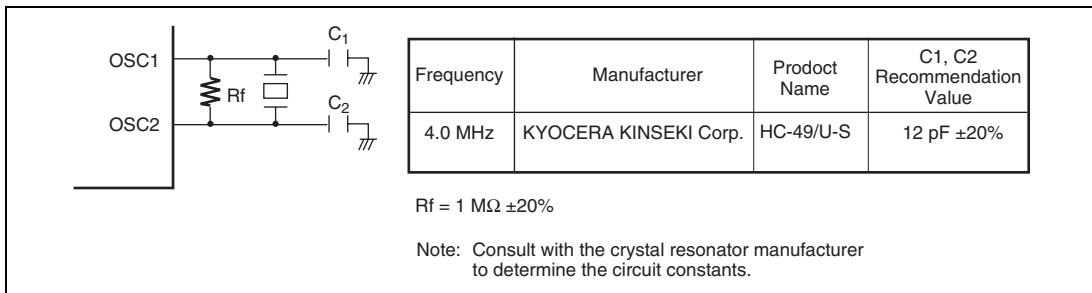 OSC1
OSC2
Rf
C1
C2
Frequency
Manufacturer
Prodoct
Name
C1, C2
Recommendation
Value
4.0 MHz
KYOCERA KINSEKI Corp.
HC-49/U-S
12 pF ±20%
Rf = 1 MΩ ±20%
Note: Consult with the crystal resonator manufacturer
to determine the circuit constants.